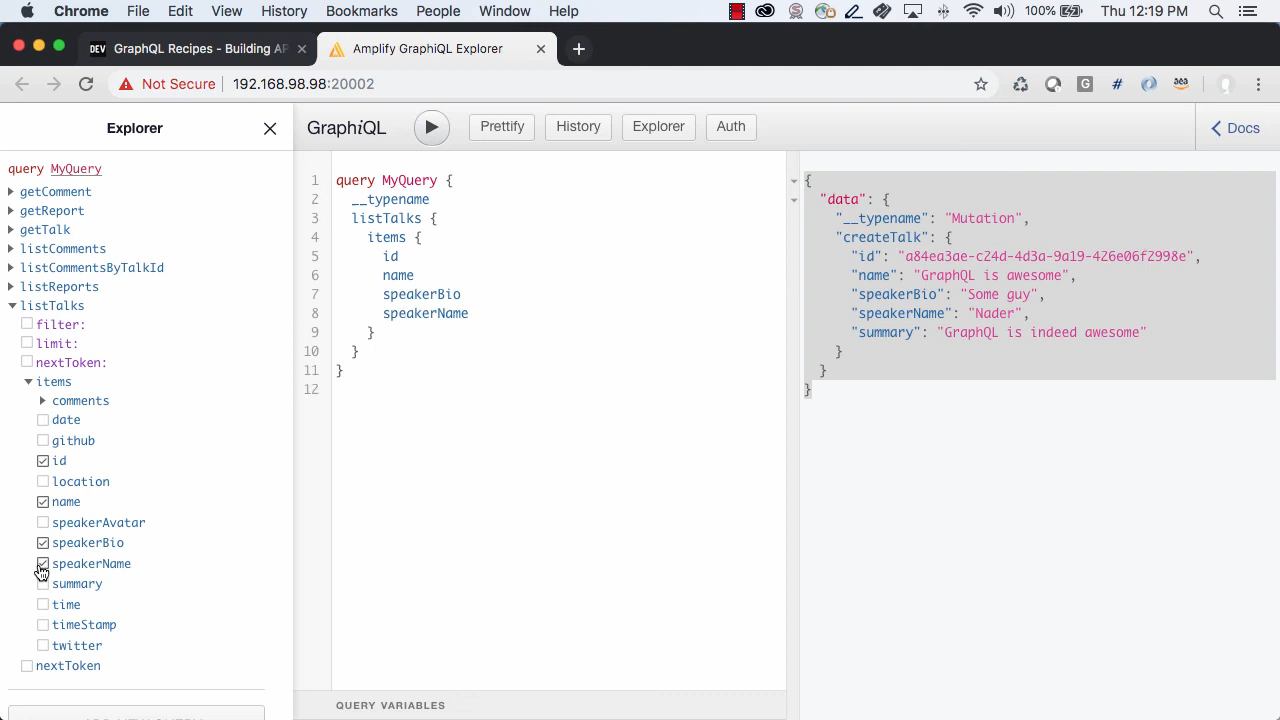 Chrome File Edit View History Bookmarks People Window Help 100% Thu 12:19 PM
DEV GraphQL Recipes - Building AP
Amplify GraphiQL Explorer
Not Secure 192.168.98.98:20002
Explorer
GraphiQL Prettify History Explorer Auth Docs
query MyQuery
getComment
getReport
getTalk
listComments
listCommentsByTalkId
listReports
listTalks
filter:
limit:
nextToken:
items
comments
date
github
id
location
name
speakerAvatar
speakerBio
speakerName
summary
time
timeStamp
twitter
nextToken
1 query MyQuery {
2 __typename
3 listTalks {
4 items {
5 id
6 name
7 speakerBio
8 speakerName
9 }
10 }
11 }
12
{
"data": {
"__typename": "Mutation",
"createTalk": {
"id": "a84ea3ae-c24d-4d3a-9a19-426e06f2998e",
"name": "GraphQL is awesome",
"speakerBio": "Some guy",
"speakerName": "Nader",
"summary": "GraphQL is indeed awesome"
}
}
}
QUERY VARIABLES